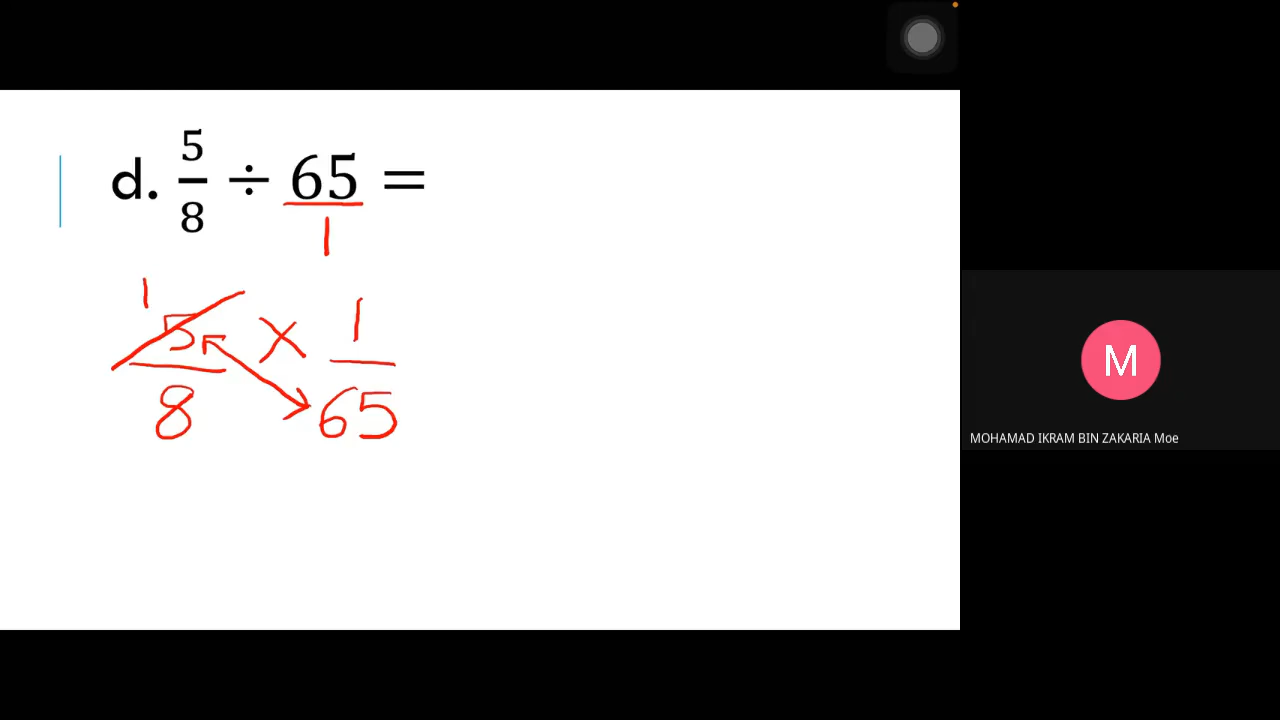 d. 5/8 ÷ 65/1 =
1
5/8 × 1/65
M
MOHAMAD IKRAM BIN ZAKARIA Moe